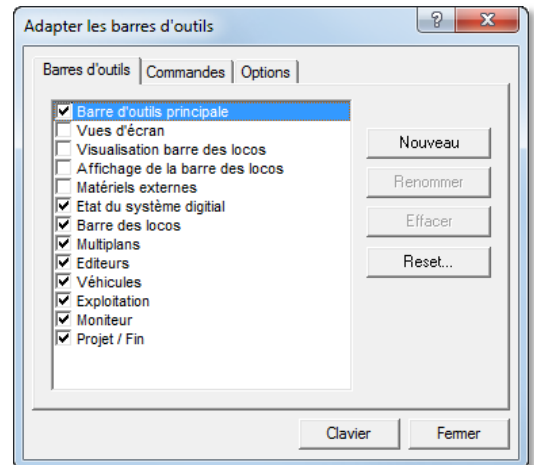 Adapter les barres d'outils
?
X
Barres d'outils Commandes Options
Barre d'outils principale
Vues d'écran
Visualisation barre des locos
Affichage de la barre des locos
Matériels externes
Etat du système digitial
Barre des locos
Multiplans
Editeurs
Véhicules
Exploitation
Moniteur
Projet / Fin
Nouveau
Renommer
Effacer
Reset...
Clavier
Fermer